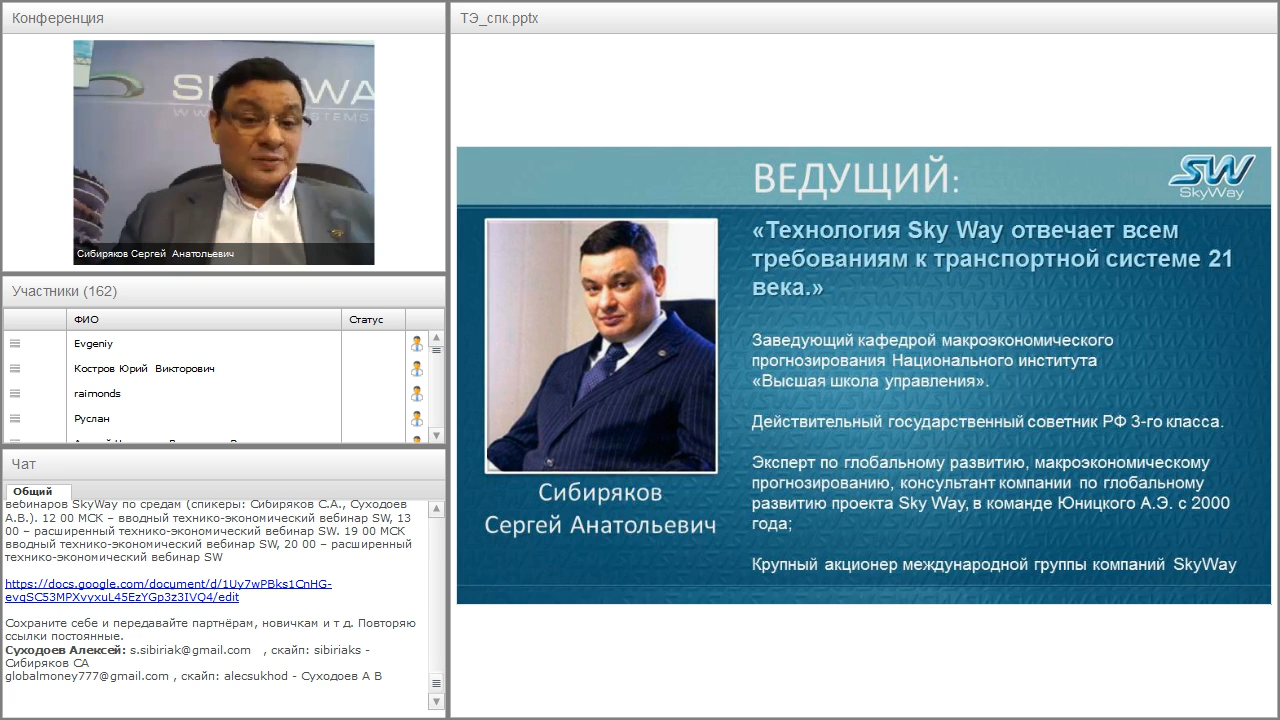 Конференция
SKYWA
Сибиряков Сергей Анатольевич
Участники (162)
ФИО
Статус
Evgeniy
Костров Юрий Викторович
raimonds
Руслан
Чат
Общий
вебинаров SkyWay по средам (спикеры: Сибиряков С.А., Суходоев
А.В.). 12 00 МСК – вводный технико-экономический вебинар SW, 13
00 – расширенный технико-экономический вебинар SW. 19 00 МСК
вводный технико-экономический вебинар SW, 20 00 – расширенный
технико-экономический вебинар SW
https://docs.google.com/document/d/1Uy7wPBks1CnHG-
evqSC53MPXvvxuL45EzYGp3z3IVQ4/edit
Сохраните себе и передавайте партнёрам, новичкам и т д. Повторяю
ссылки постоянные.
Суходоев Алексей: s.sibiriak@gmail.com , скайп: sibiriaks -
Сибиряков СА
globalmoney777@gmail.com , скайп: alecsukhod - Суходоев А В
ТЭ_спк.pptx
ВЕДУЩИЙ:
SW
SkyWay
«Технология Sky Way отвечает всем
требованиям к транспортной системе 21
века.»
Заведующий кафедрой макроэкономического
прогнозирования Национального института
«Высшая школа управления».
Действительный государственный советник РФ 3-го класса.
Эксперт по глобальному развитию, макроэкономическому
прогнозированию, консультант компании по глобальному
развитию проекта Sky Way, в команде Юницкого А.Э. с 2000
года;
Крупный акционер международной группы компаний SkyWay
Сибиряков
Сергей Анатольевич